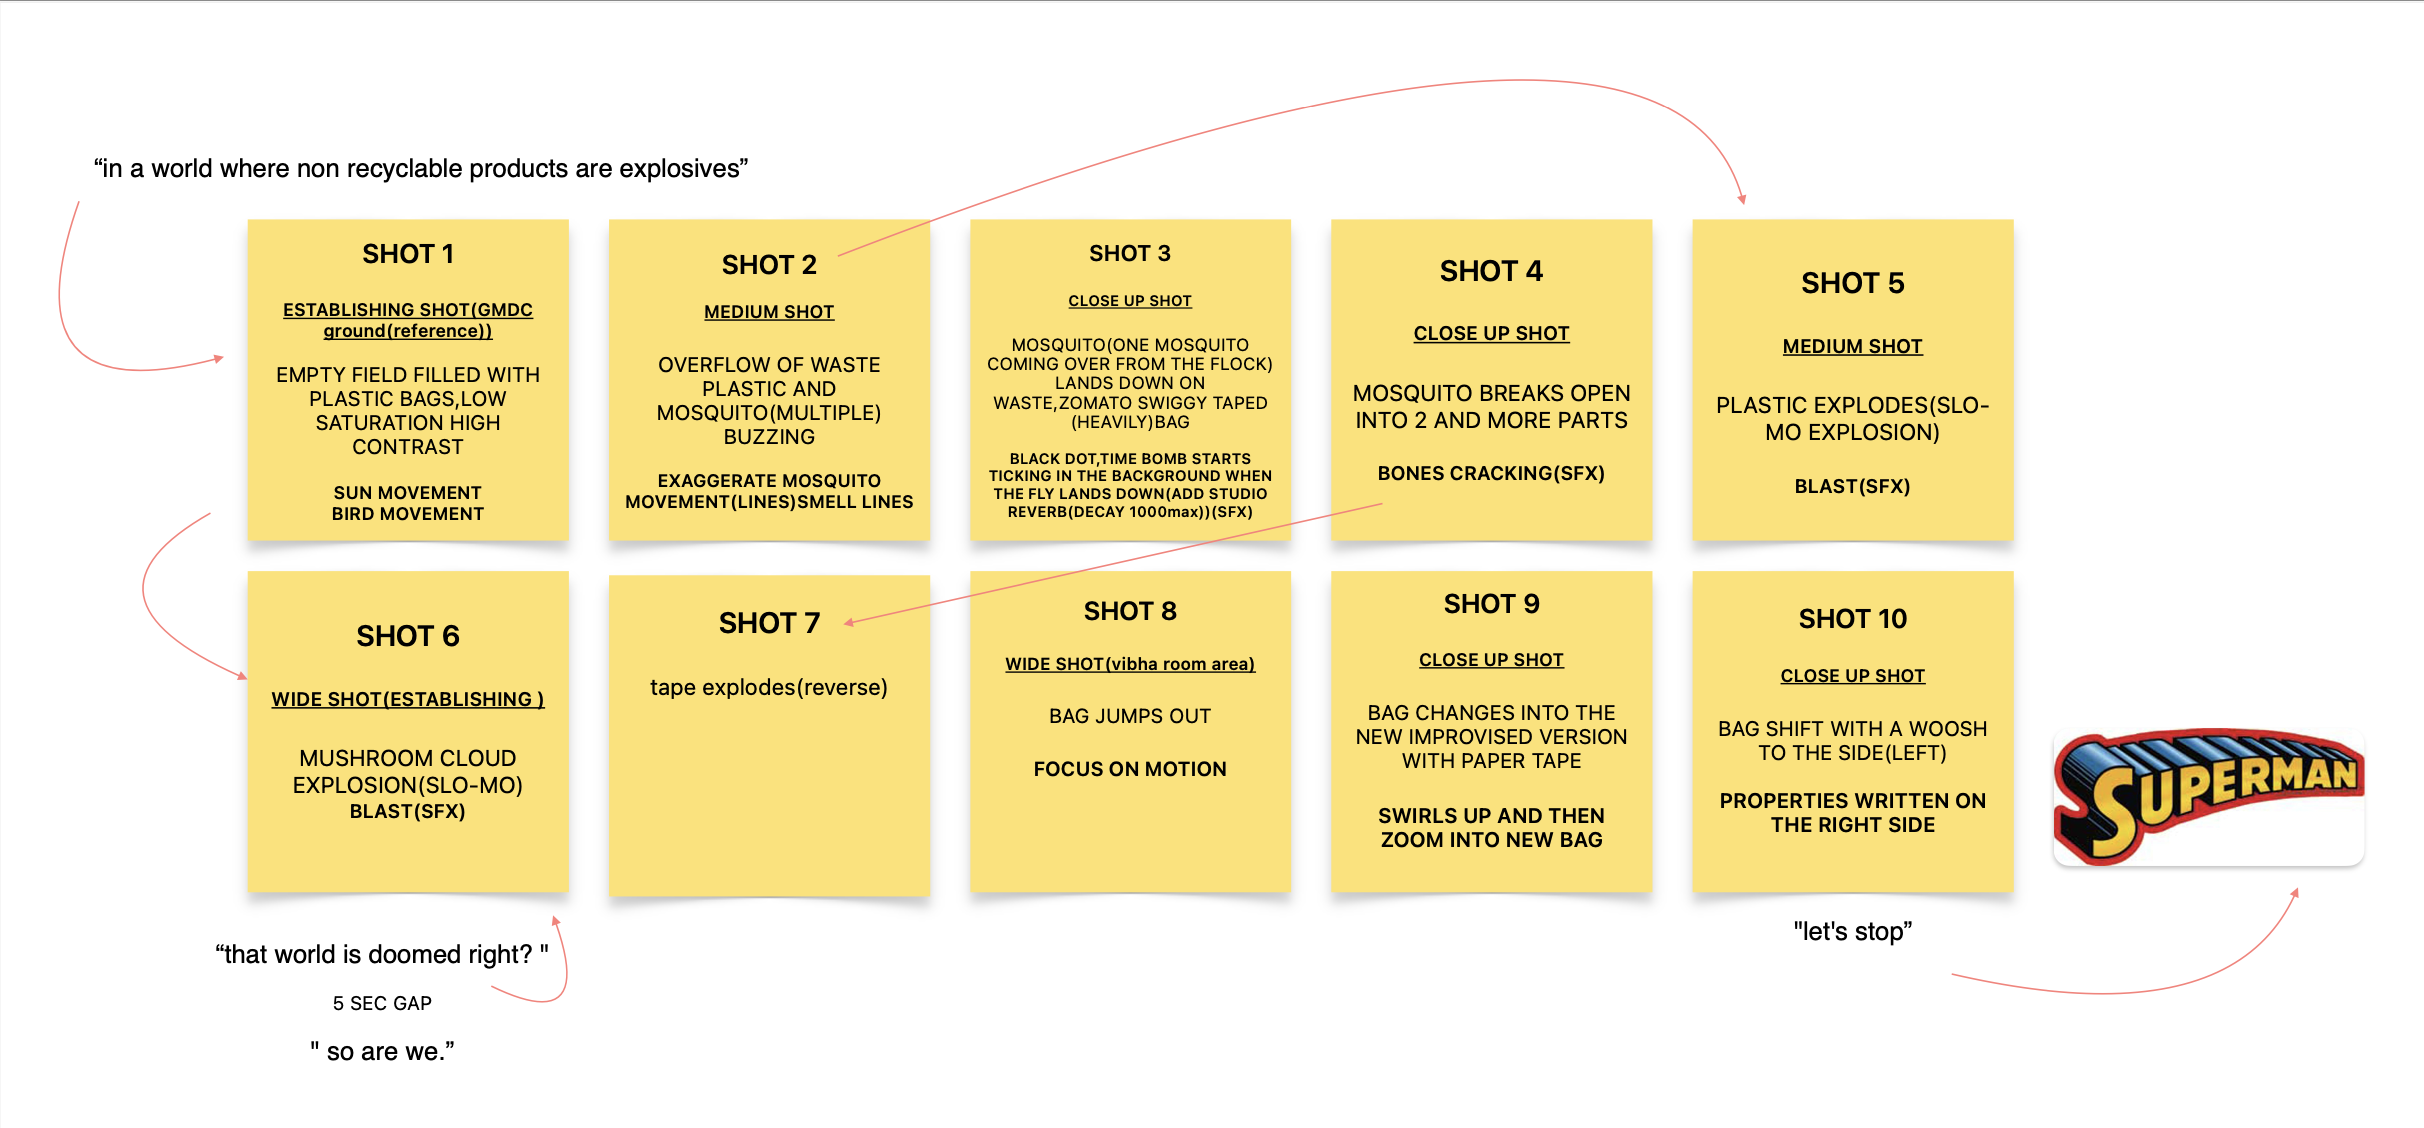 “in a world where non recyclable products are explosives”
SHOT 1
ESTABLISHING SHOT(GMDC
ground(reference))
EMPTY FIELD FILLED WITH
PLASTIC BAGS,LOW
SATURATION HIGH
CONTRAST
SUN MOVEMENT
BIRD MOVEMENT
SHOT 2
MEDIUM SHOT
OVERFLOW OF WASTE
PLASTIC AND
MOSQUITO(MULTIPLE)
BUZZING
EXAGGERATE MOSQUITO
MOVEMENT(LINES)SMELL LINES
SHOT 3
CLOSE UP SHOT
MOSQUITO(ONE MOSQUITO
COMING OVER FROM THE FLOCK)
LANDS DOWN ON
WASTE,ZOMATO SWIGGY TAPED
(HEAVILY)BAG
BLACK DOT,TIME BOMB STARTS
TICKING IN THE BACKGROUND WHEN
THE FLY LANDS DOWN(ADD STUDIO
REVERB(DECAY 1000max))(SFX)
SHOT 4
CLOSE UP SHOT
MOSQUITO BREAKS OPEN
INTO 2 AND MORE PARTS
BONES CRACKING(SFX)
SHOT 5
MEDIUM SHOT
PLASTIC EXPLODES(SLO-
MO EXPLOSION)
BLAST(SFX)
SHOT 6
WIDE SHOT(ESTABLISHING )
MUSHROOM CLOUD
EXPLOSION(SLO-MO)
BLAST(SFX)
SHOT 7
tape explodes(reverse)
SHOT 8
WIDE SHOT(vibha room area)
BAG JUMPS OUT
FOCUS ON MOTION
SHOT 9
CLOSE UP SHOT
BAG CHANGES INTO THE
NEW IMPROVISED VERSION
WITH PAPER TAPE
SWIRLS UP AND THEN
ZOOM INTO NEW BAG
SHOT 10
CLOSE UP SHOT
BAG SHIFT WITH A WOOSH
TO THE SIDE(LEFT)
PROPERTIES WRITTEN ON
THE RIGHT SIDE
SUPERMAN
“that world is doomed right? "
5 SEC GAP
" so are we.”
"let's stop”